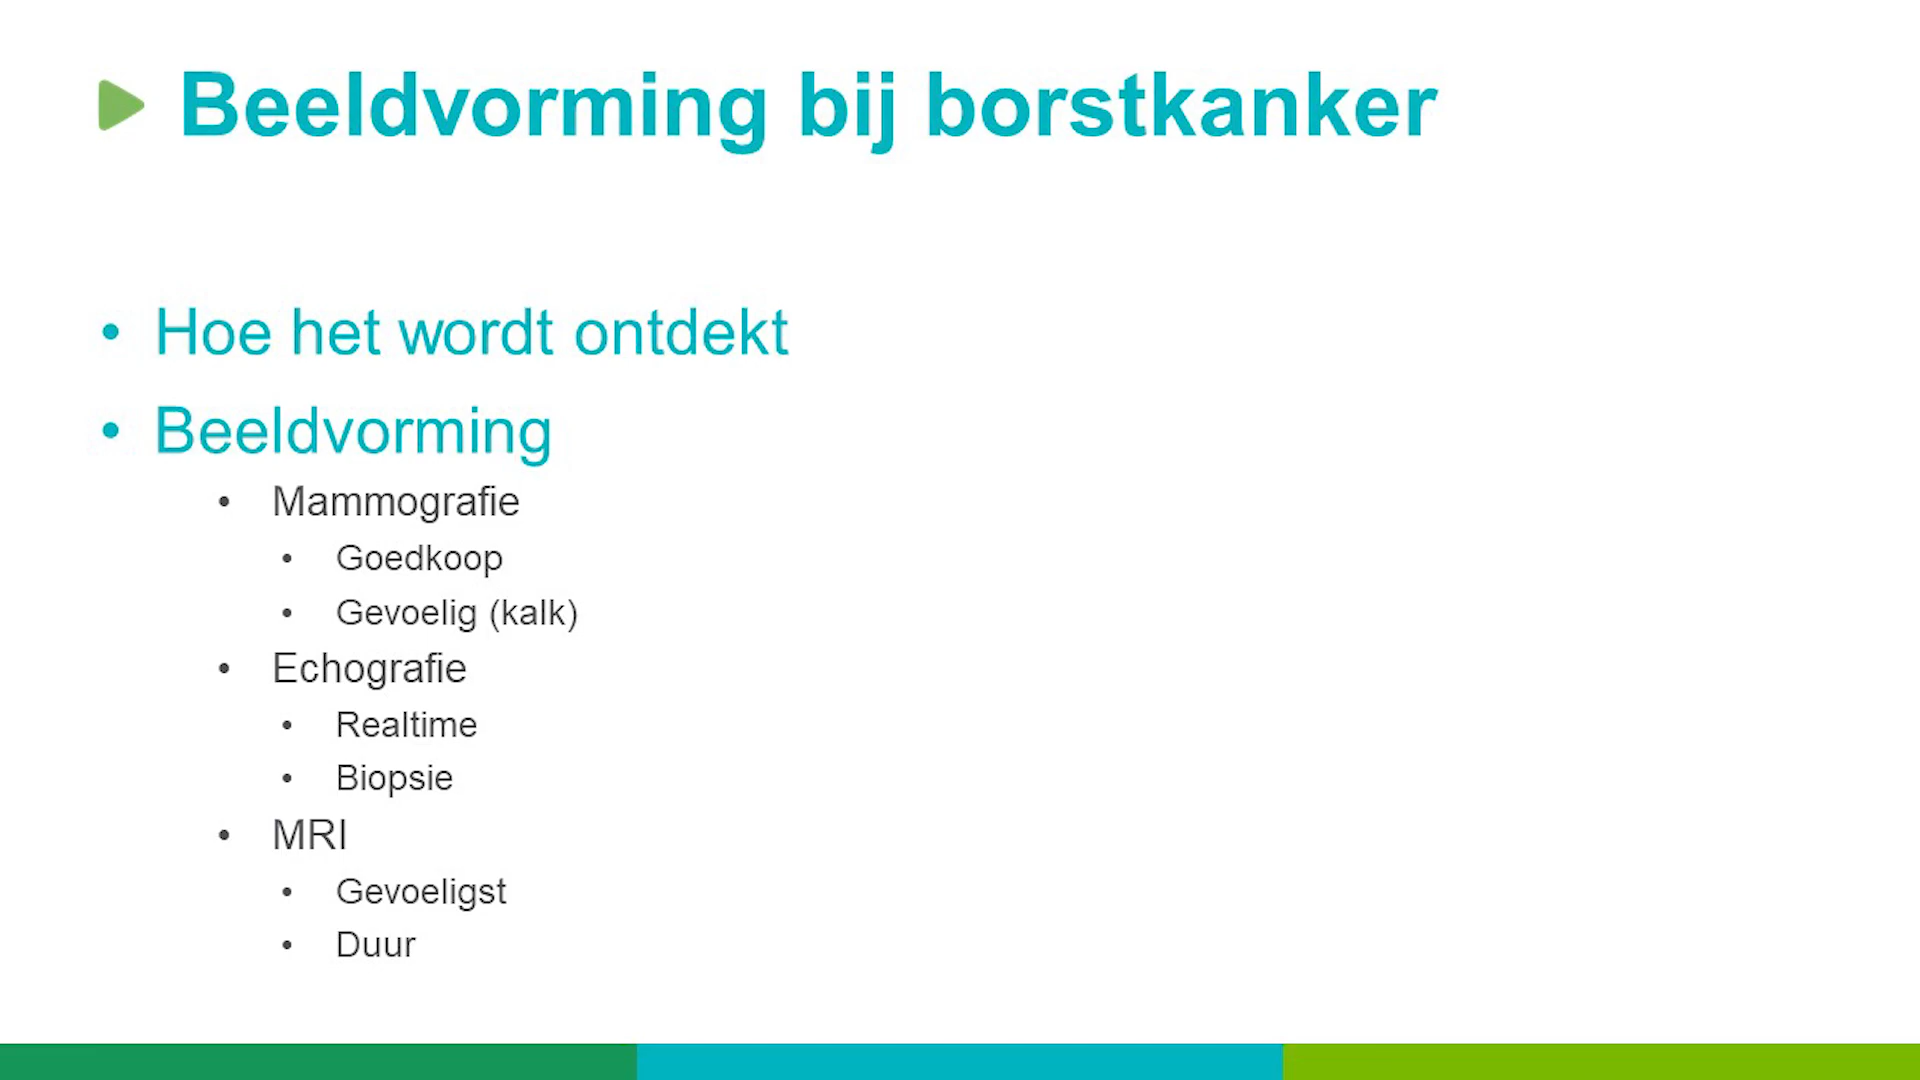 Beeldvorming bij borstkanker
• Hoe het wordt ontdekt
• Beeldvorming
• Mammografie
• Goedkoop
• Gevoelig (kalk)
• Echografie
• Realtime
• Biopsie
• MRI
• Gevoeligst
• Duur